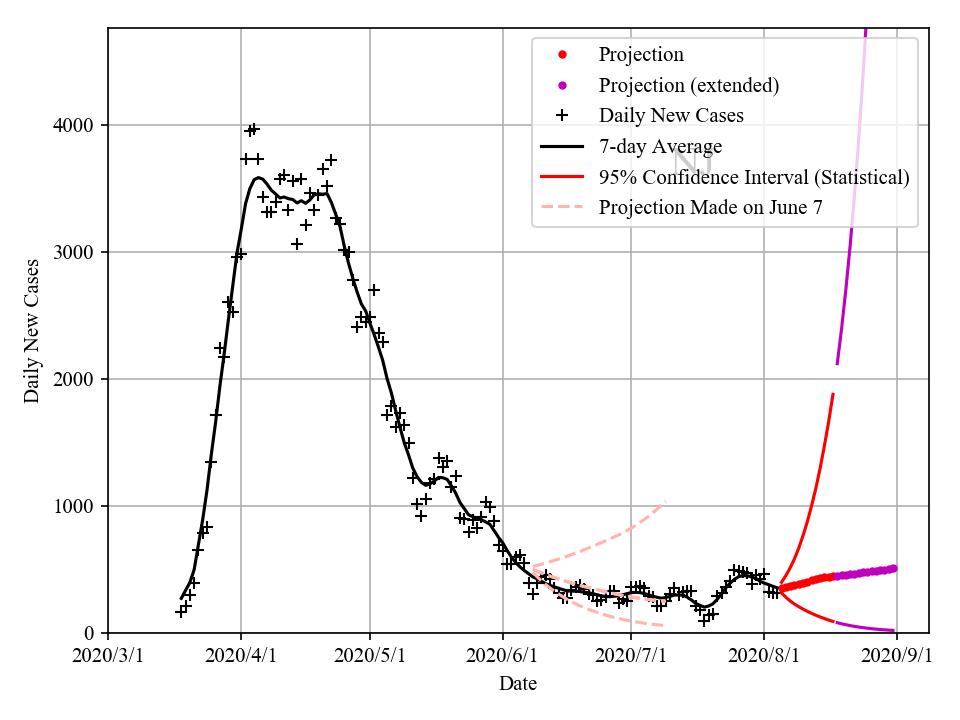 4000
3000
2000
1000
0
Daily New Cases
Projection
Projection (extended)
Daily New Cases
7-day Average
NJ
95% Confidence Interval (Statistical)
Projection Made on June 7
2020/3/1 2020/4/1 2020/5/1 2020/6/1 2020/7/1 2020/8/1 2020/9/1
Date